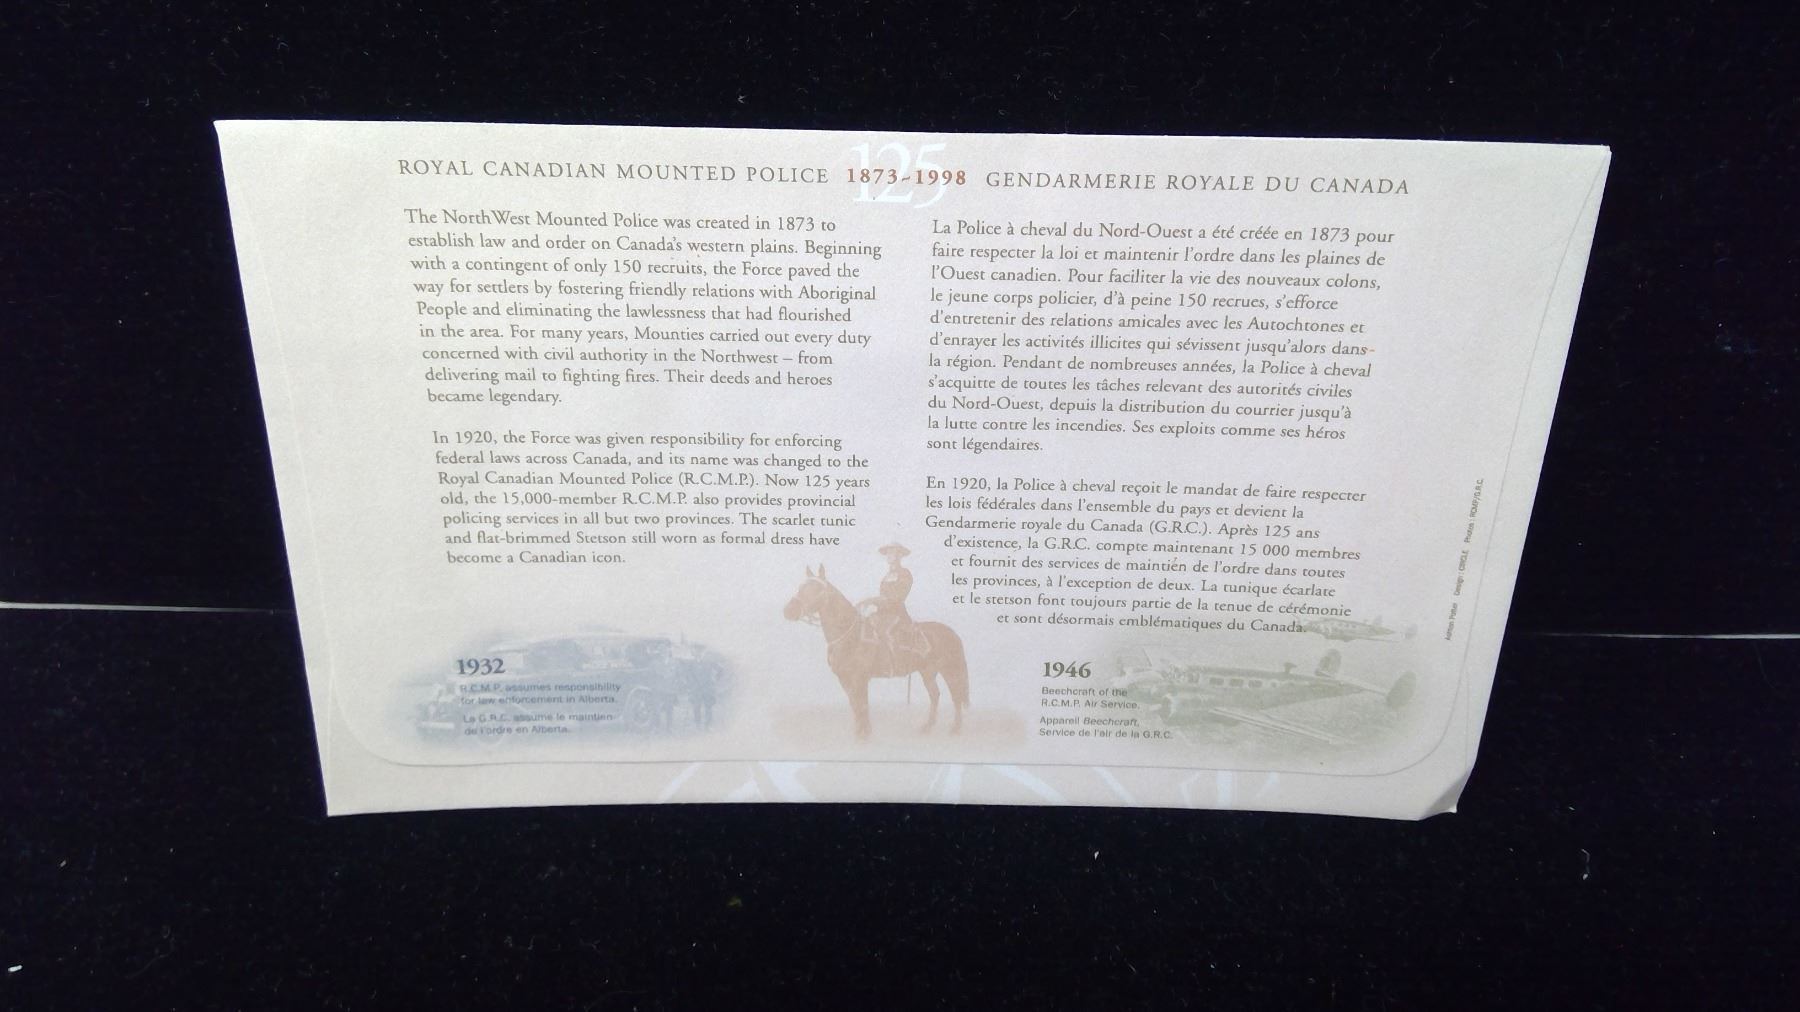 125
ROYAL CANADIAN MOUNTED POLICE 1873-1998 GENDARMERIE ROYALE DU CANADA
The NorthWest Mounted Police was created in 1873 to
establish law and order on Canada's western plains. Beginning
with a contingent of only 150 recruits, the Force paved the
way for settlers by fostering friendly relations with Aboriginal
People and eliminating the lawlessness that had flourished
in the area. For many years, Mounties carried out every duty
concerned with civil authority in the Northwest – from
delivering mail to fighting fires. Their deeds and heroes
became legendary.
In 1920, the Force was given responsibility for enforcing
federal laws across Canada, and its name was changed to the
Royal Canadian Mounted Police (R.C.M.P.). Now 125 years
old, the 15,000-member R.C.M.P. also provides provincial
policing services in all but two provinces. The scarlet tunic
and flat-brimmed Stetson still worn as formal dress have
become a Canadian icon.
La Police à cheval du Nord-Ouest a été créée en 1873 pour
faire respecter la loi et maintenir l'ordre dans les plaines de
l'Ouest canadien. Pour faciliter la vie des nouveaux colons,
le jeune corps policier, d'à peine 150 recrues, s'efforce
d'entretenir des relations amicales avec les Autochtones et
d'enrayer les activités illicites qui sévissent jusqu'alors dans
la région. Pendant de nombreuses années, la Police à cheval
s'acquitte de toutes les tâches relevant des autorités civiles
du Nord-Ouest, depuis la distribution du courrier jusqu'à
la lutte contre les incendies. Ses exploits comme ses héros
sont légendaires.
En 1920, la Police à cheval reçoit le mandat de faire respecter
les lois fédérales dans l'ensemble du pays et devient la
Gendarmerie royale du Canada (G.R.C.). Après 125 ans
d'existence, la G.R.C. compte maintenant 15 000 membres
et fournit des services de maintien de l'ordre dans toutes
les provinces, à l'exception de deux. La tunique écarlate
et le stetson font toujours partie de la tenue de cérémonie
et sont désormais emblématiques du Canada.
1932
R.C.M.P. assumes responsibility
for law enforcement in Alberta.
La G.R.C. assume le maintien
de l'ordre en Alberta.
1946
Beechcraft of the
R.C.M.P. Air Service.
Appareil Beechcraft,
Service de l'air de la G.R.C.
Ashton Potter Design : CIRCLE Photos : RCMP/G.R.C.